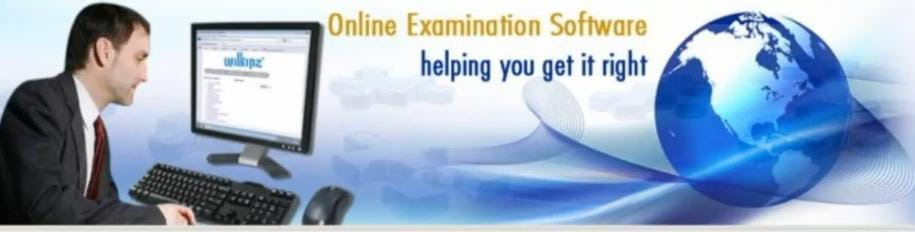 Online Examination Software
helping you get it right